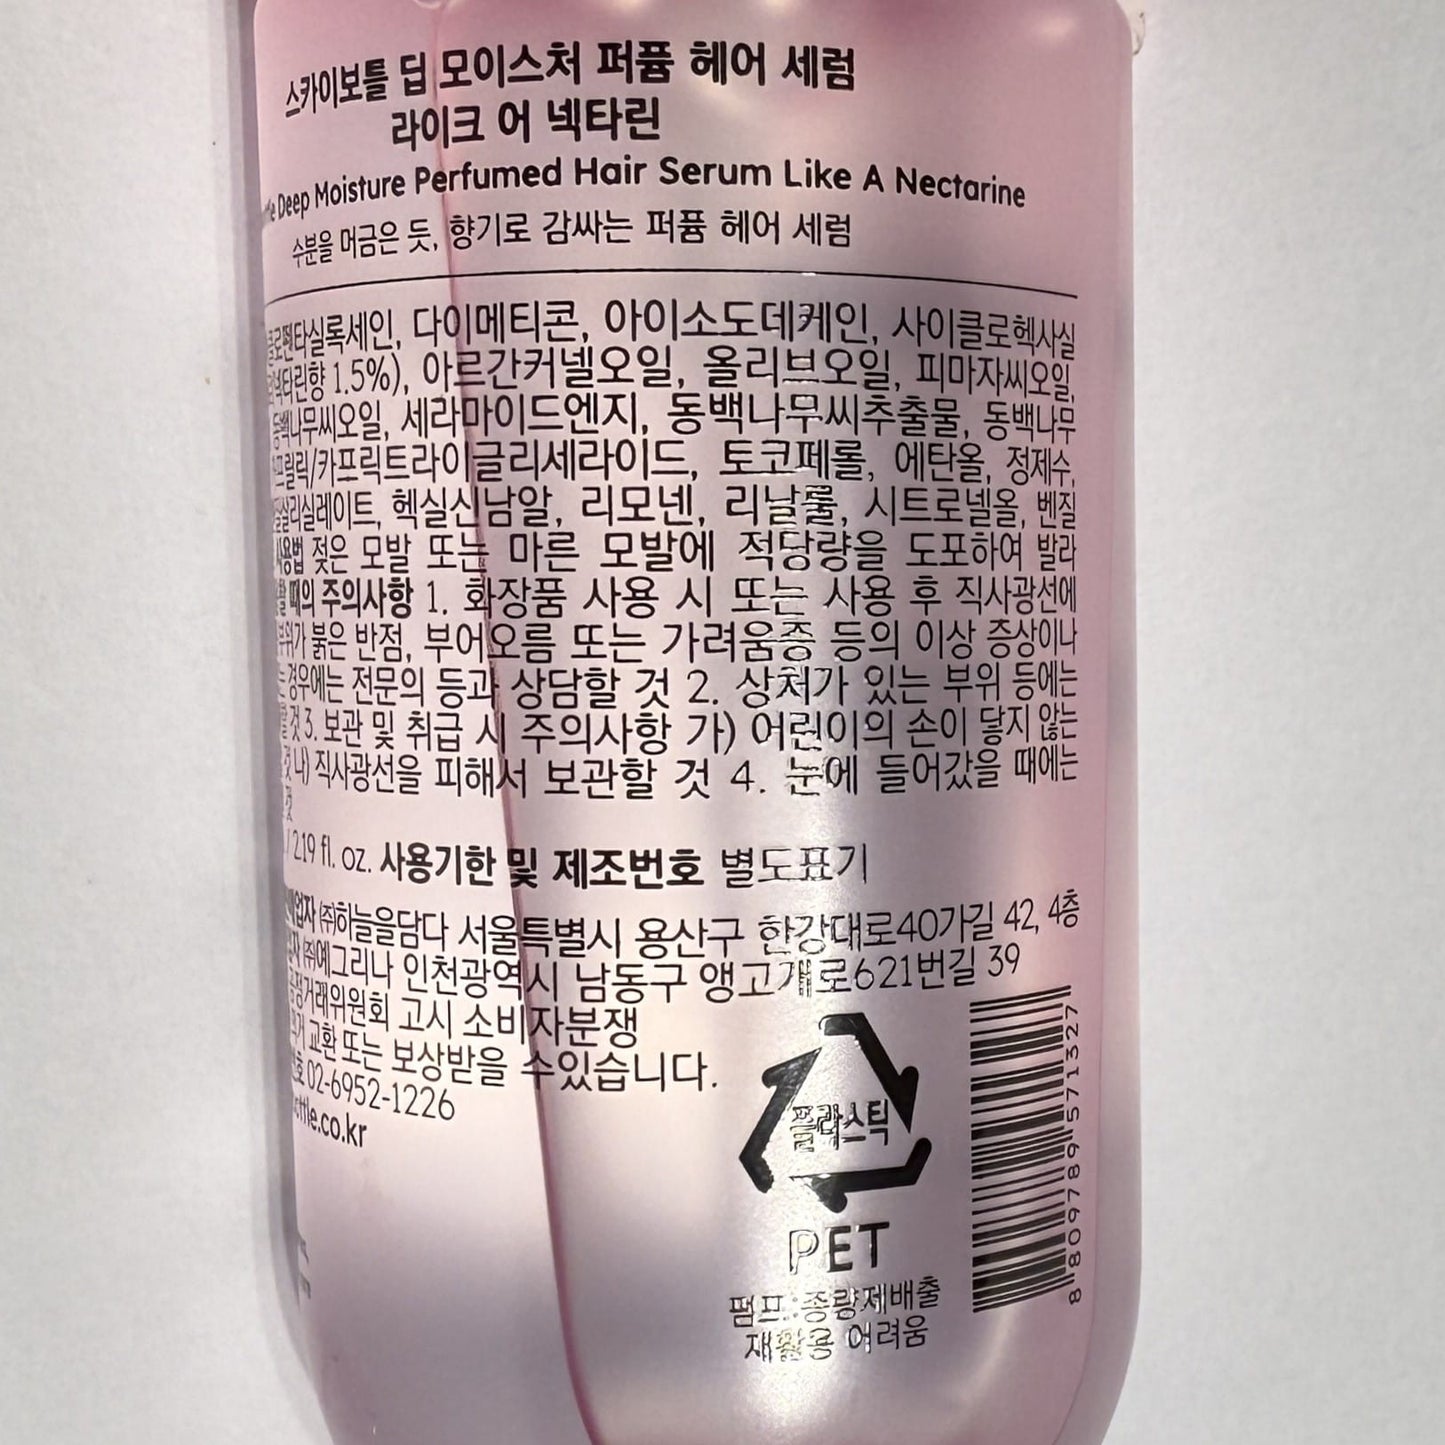 스카이보틀 딥 모이스처 퍼퓸 헤어 세럼
라이크 어 넥타린
Deep Moisture Perfumed Hair Serum Like A Nectarine
수분을 머금은 듯, 향기로 감싸는 퍼퓸 헤어 세럼
다이메티콘, 아이소도데케인, 사이클로헥사실
1.5%), 아르간커넬오일, 올리브오일, 피마자씨오일,
동백나무씨오일, 세라마이드엔지, 동백나무씨추출물, 동백나무
카프릭트라이글리세라이드, 토코페롤, 에탄올, 정제수,
헥실신남알, 리모넨, 리날룰, 시트로넬올, 벤질
사용법 젖은 모발 또는 마른 모발에 적당량을 도포하여 발라
때의 주의사항 1. 화장품 사용 시 또는 사용 후 직사광선에
붉은 반점, 부어오름 또는 가려움증 등의 이상 증상이나
경우에는 전문의 등과 상담할 것 2. 상처가 있는 부위 등에는
것 3. 보관 및 취급 시 주의사항 가) 어린이의 손이 닿지 않는
나) 직사광선을 피해서 보관할 것 4. 눈에 들어갔을 때에는
것
/ 2.19 fl. oz. 사용기한 및 제조번호 별도표기
㈜하늘을담다 서울특별시 용산구 한강대로40가길 42, 4층
㈜예그리나 인천광역시 남동구 앵고개로621번길 39
고시 소비자분쟁
교환 또는 보상받을 수있습니다.
02-6952-1226
ottle.co.kr
플라스틱
PET
펌프:종량제배출
재활용 어려움
8809789571327